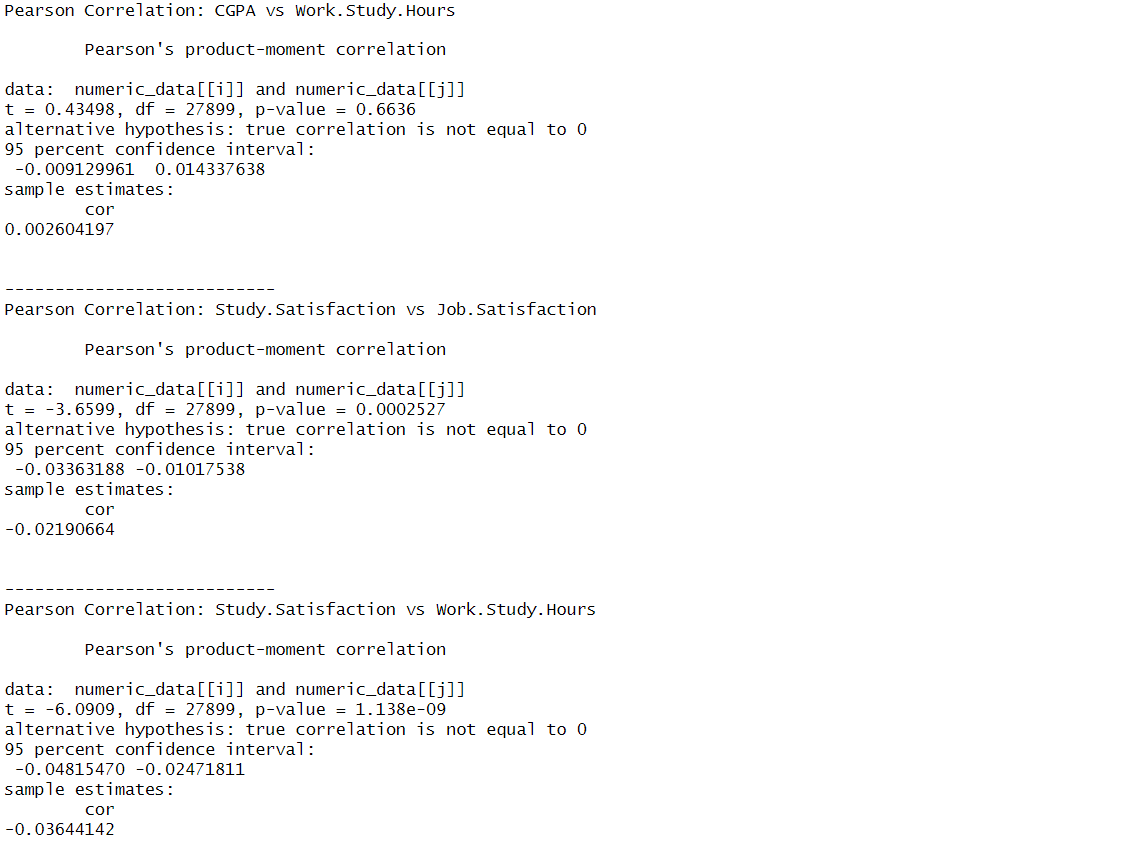 Pearson Correlation: CGPA vs Work.Study.Hours
Pearson's product-moment correlation
data:  numeric_data[[i]] and numeric_data[[j]]
t = 0.43498, df = 27899, p-value = 0.6636
alternative hypothesis: true correlation is not equal to 0
95 percent confidence interval:
-0.009129961  0.014337638
sample estimates:
cor
0.002604197
---------------------------
Pearson Correlation: Study.Satisfaction vs Job.Satisfaction
Pearson's product-moment correlation
data:  numeric_data[[i]] and numeric_data[[j]]
t = -3.6599, df = 27899, p-value = 0.0002527
alternative hypothesis: true correlation is not equal to 0
95 percent confidence interval:
-0.03363188 -0.01017538
sample estimates:
cor
-0.02190664
---------------------------
Pearson Correlation: Study.Satisfaction vs Work.Study.Hours
Pearson's product-moment correlation
data:  numeric_data[[i]] and numeric_data[[j]]
t = -6.0909, df = 27899, p-value = 1.138e-09
alternative hypothesis: true correlation is not equal to 0
95 percent confidence interval:
-0.04815470 -0.02471811
sample estimates:
cor
-0.03644142